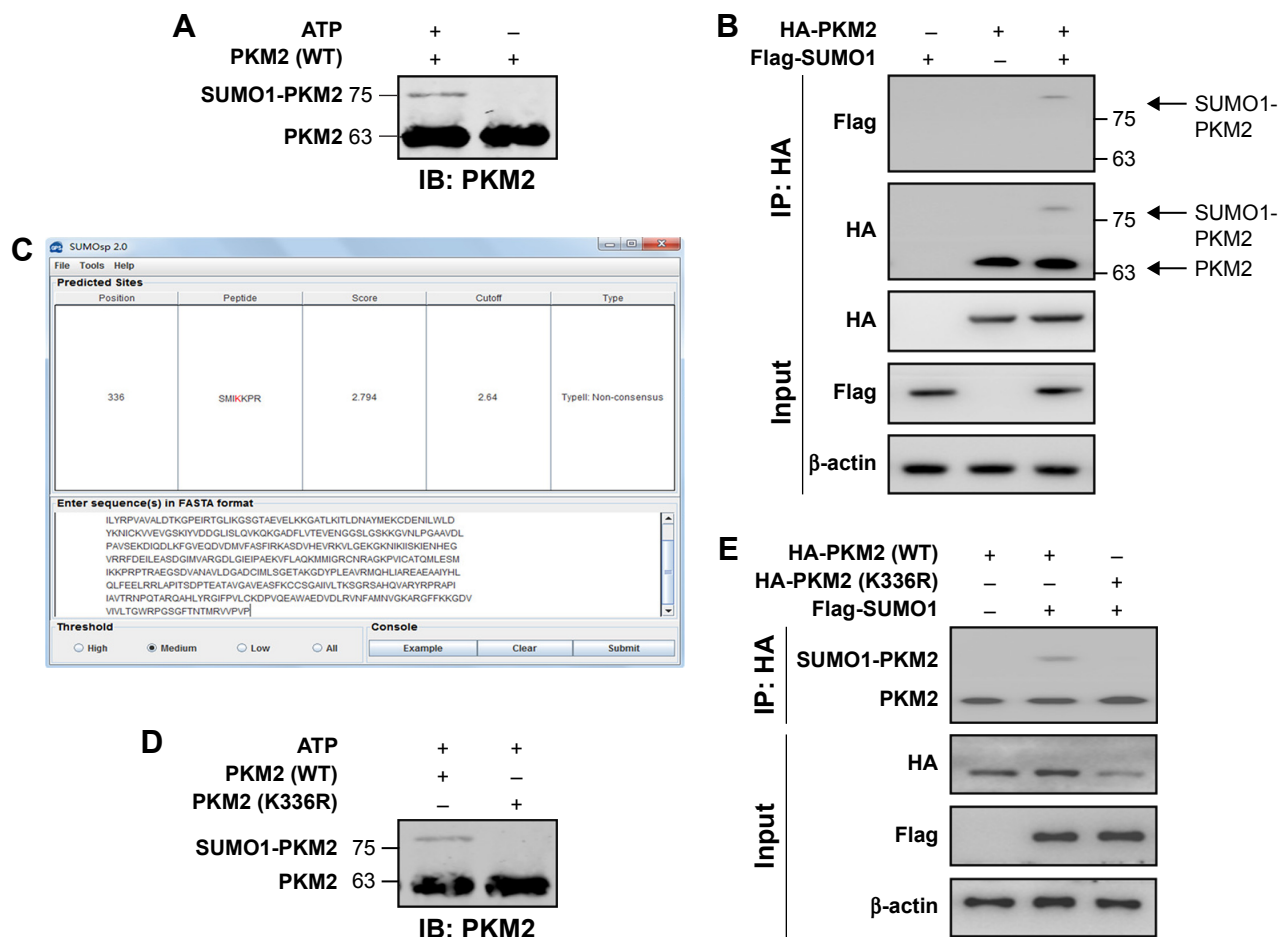 A
ATP + –
PKM2 (WT) + +
SUMO1-PKM2 75
PKM2 63
IB: PKM2
B
HA-PKM2 – + +
Flag-SUMO1 + – +
IP: HA
Flag
75
63
SUMO1-
PKM2
HA
75
63
SUMO1-
PKM2
PKM2
Input
HA
Flag
β-actin
C
GPS SUMOsp 2.0
File Tools Help
Predicted Sites
Position Peptide Score Cutoff Type
336 SMIKKPR 2.794 2.64 TypeII: Non-consensus
Enter sequence(s) in FASTA format
ILYRPVAVALDTKGPEIRTGLIKGSGTAEVELKKGATLKITLDNAYMEKCDENILWLD
YKNICKVVEVGSKIYVDDGLISLQVKQKGADFLVTEVENGGSLGSKKGVNLPGAAVDL
PAVSEKDIQDLKFGVEQDVDMVFASFIRKASDVHEVRKVLGEKGKNIKIISKIENHEG
VRRFDEILEASDGIMVARGDLGIEIPAEKVFLAQKMMIGRCNRAGKPVICATQMLESM
IKKPRPTRAEGSDVANAVLDGADCIMLSGETAKGDYPLEAVRMQHLIAREAEAAIYHL
QLFEELRRLAPITSDPTEATAVGAVEASFKCCSGAIIVLTKSGRSAHQVARYRPRAPI
IAVTRNPQTARQAHLYRGIFPVLCKDPVQEAWAEDVDLRVNFAMNVGKARGFFKKGDV
VIVLTGWRPGSGFTNTMRVVPVP
Threshold Console
High Medium Low All Example Clear Submit
D
ATP + +
PKM2 (WT) + –
PKM2 (K336R) – +
SUMO1-PKM2 75
PKM2 63
IB: PKM2
E
HA-PKM2 (WT) + + –
HA-PKM2 (K336R) – – +
Flag-SUMO1 – + +
IP: HA
SUMO1-PKM2
PKM2
Input
HA
Flag
β-actin